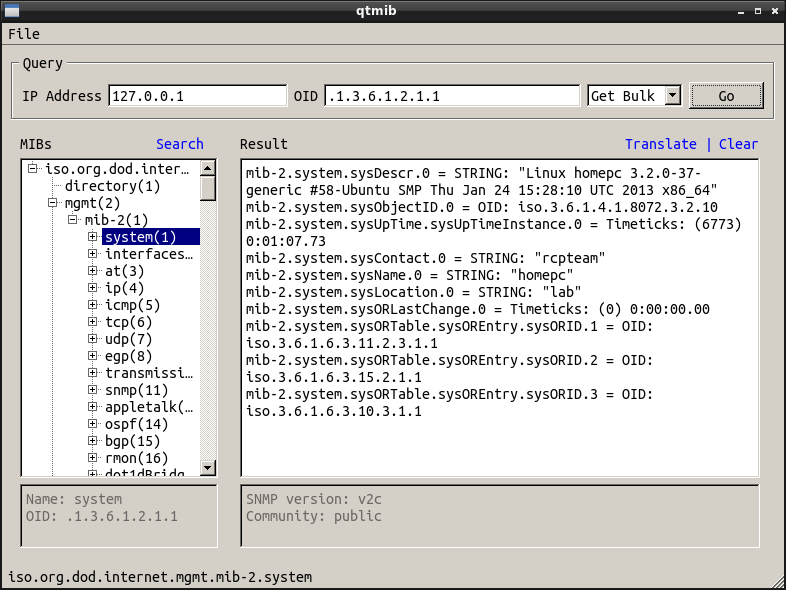 qtmib
File
Query
IP Address 127.0.0.1 OID .1.3.6.1.2.1.1 Get Bulk Go
MIBs Search
iso.org.dod.inter…
directory(1)
mgmt(2)
mib-2(1)
system(1)
interfaces…
at(3)
ip(4)
icmp(5)
tcp(6)
udp(7)
egp(8)
transmissi…
snmp(11)
appletalk(…
ospf(14)
bgp(15)
rmon(16)
dot1dBridg
Name: system
OID: .1.3.6.1.2.1.1
Result Translate | Clear
mib-2.system.sysDescr.0 = STRING: "Linux homepc 3.2.0-37-
generic #58-Ubuntu SMP Thu Jan 24 15:28:10 UTC 2013 x86_64"
mib-2.system.sysObjectID.0 = OID: iso.3.6.1.4.1.8072.3.2.10
mib-2.system.sysUpTime.sysUpTimeInstance.0 = Timeticks: (6773)
0:01:07.73
mib-2.system.sysContact.0 = STRING: "rcpteam"
mib-2.system.sysName.0 = STRING: "homepc"
mib-2.system.sysLocation.0 = STRING: "lab"
mib-2.system.sysORLastChange.0 = Timeticks: (0) 0:00:00.00
mib-2.system.sysORTable.sysOREntry.sysORID.1 = OID:
iso.3.6.1.6.3.11.2.3.1.1
mib-2.system.sysORTable.sysOREntry.sysORID.2 = OID:
iso.3.6.1.6.3.15.2.1.1
mib-2.system.sysORTable.sysOREntry.sysORID.3 = OID:
iso.3.6.1.6.3.10.3.1.1
SNMP version: v2c
Community: public
iso.org.dod.internet.mgmt.mib-2.system